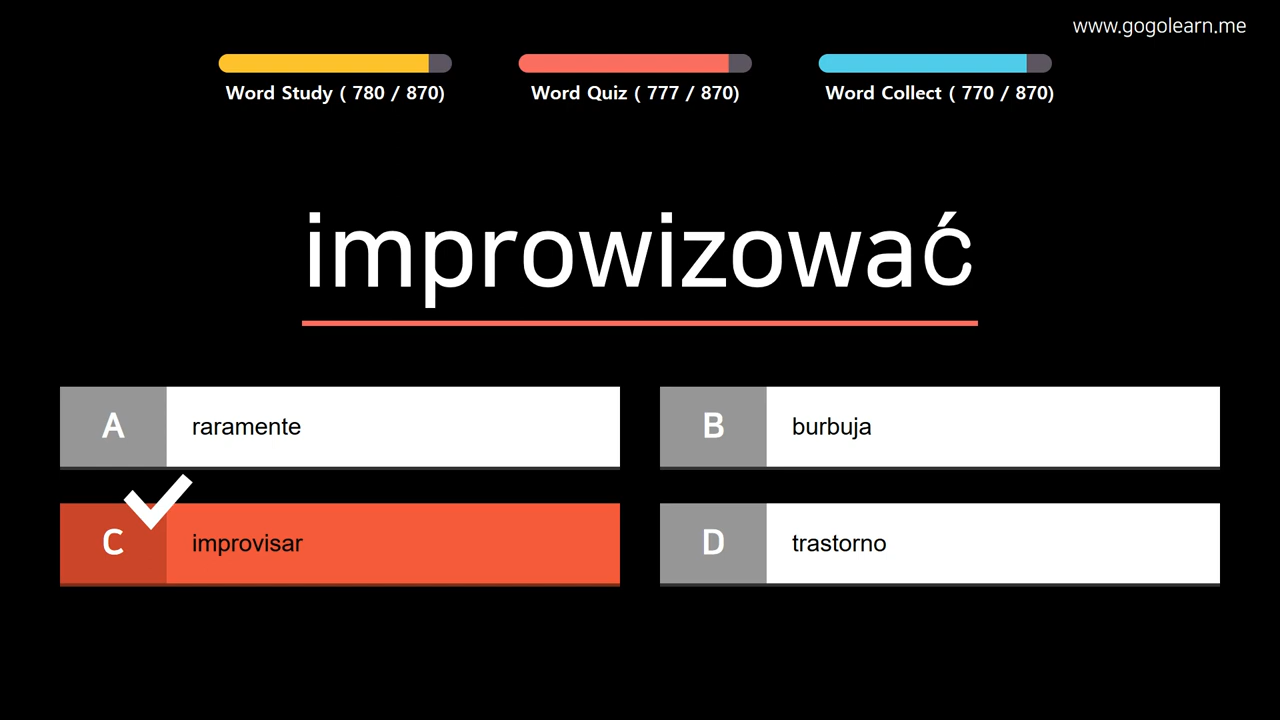 www.gogolearn.me
Word Study ( 780 / 870)
Word Quiz ( 777 / 870)
Word Collect ( 770 / 870)
improwizować
A raramente
B burbuja
C improvisar
D trastorno